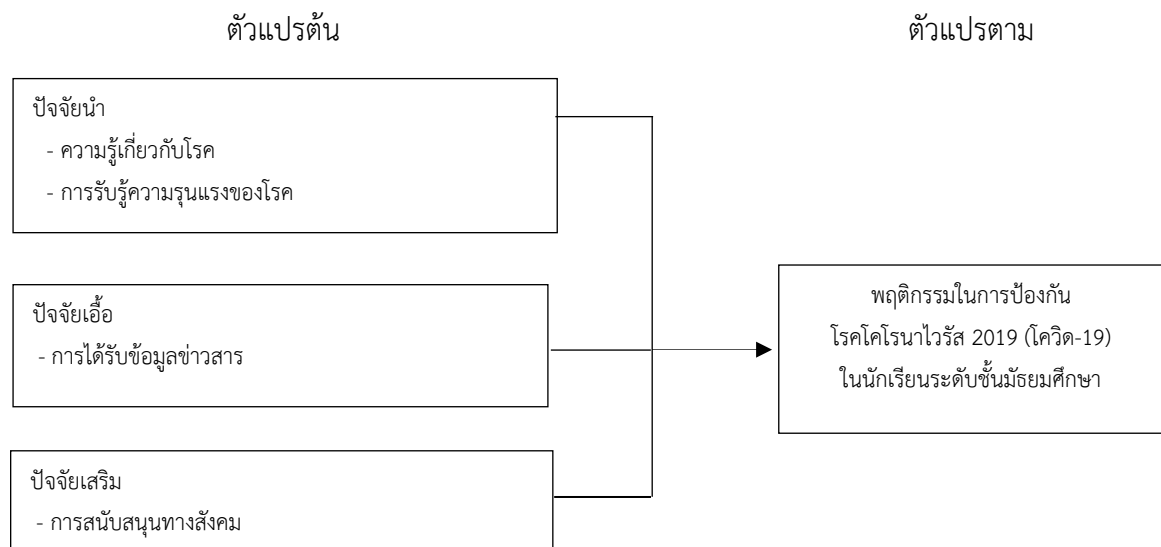 ตัวแปรต้น
ตัวแปรตาม
ปัจจัยนำ
- ความรู้เกี่ยวกับโรค
- การรับรู้ความรุนแรงของโรค
ปัจจัยเอื้อ
- การได้รับข้อมูลข่าวสาร
ปัจจัยเสริม
- การสนับสนุนทางสังคม
พฤติกรรมในการป้องกัน
โรคโคโรนาไวรัส 2019 (โควิด-19)
ในนักเรียนระดับชั้นมัธยมศึกษา